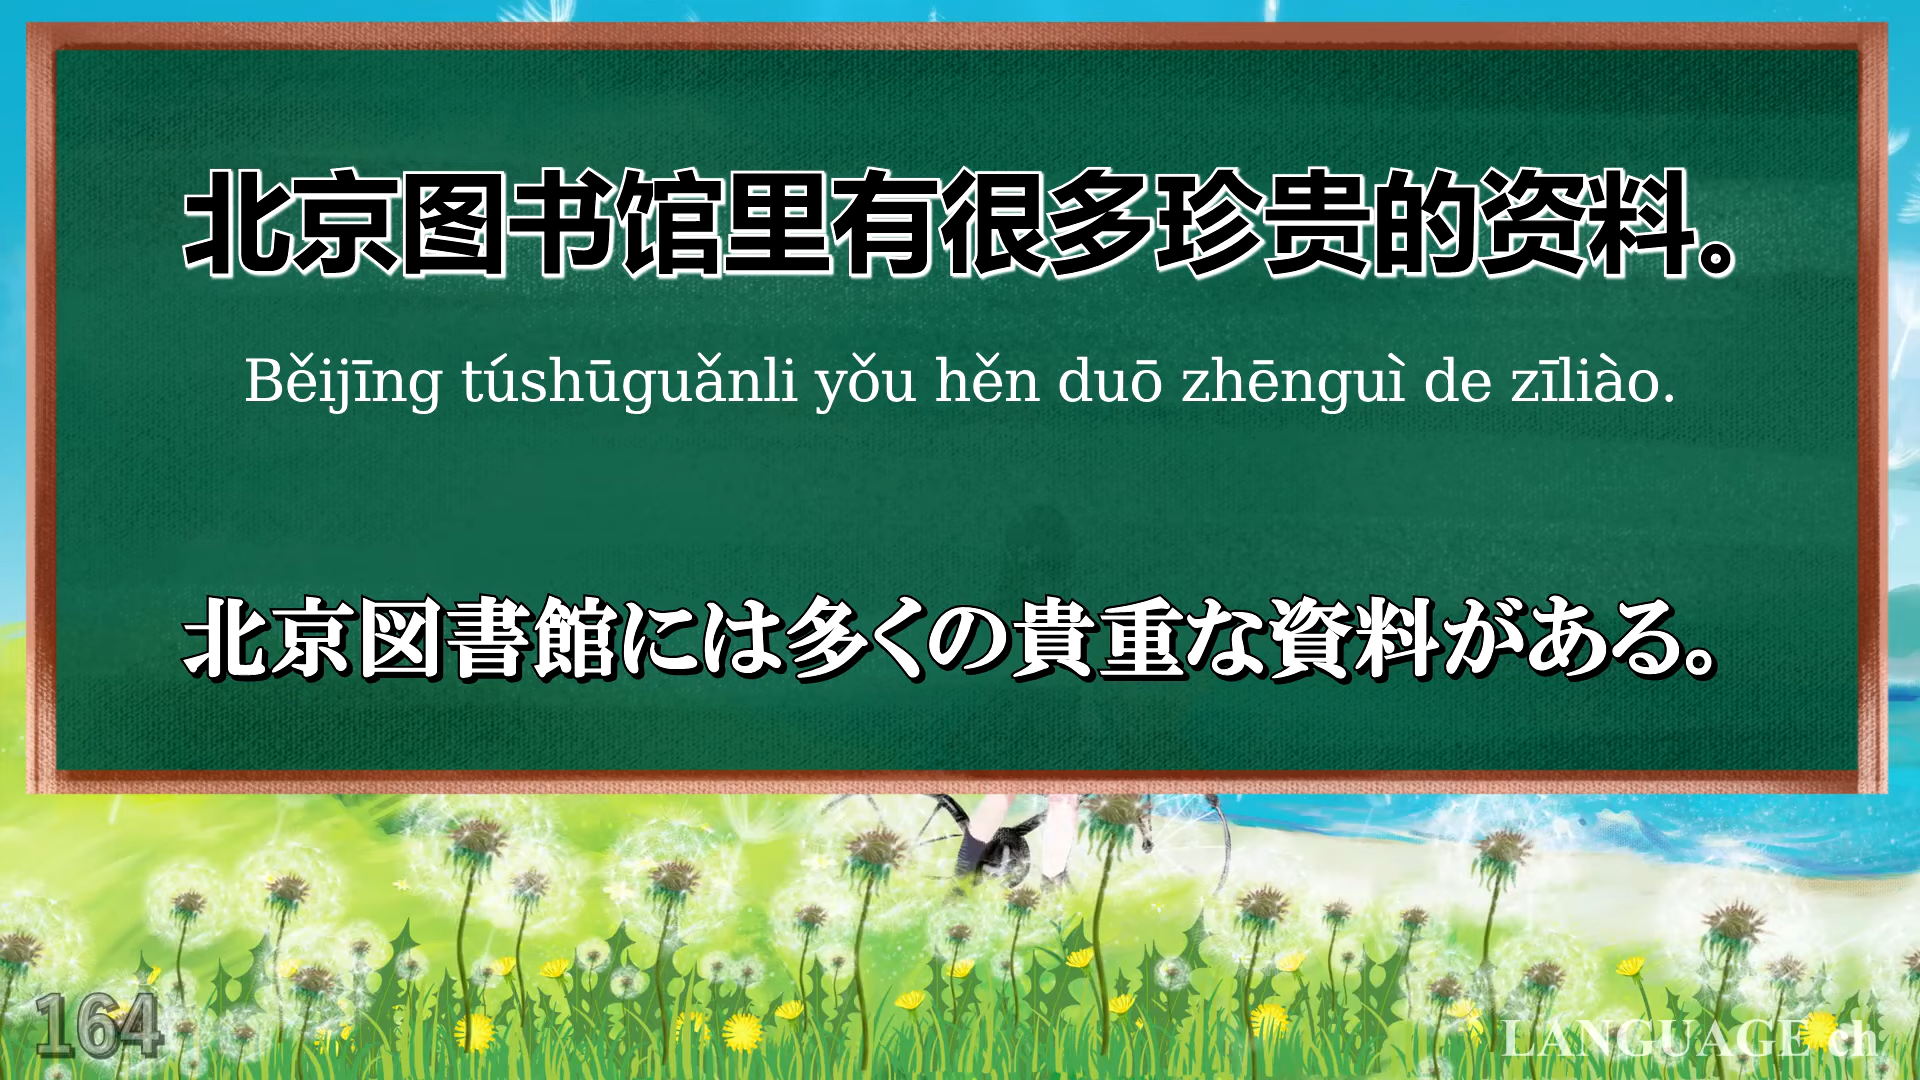 北京图书馆里有很多珍贵的资料。
Běijīng túshūguǎnli yǒu hěn duō zhēnguì de zīliào.
北京図書館には多くの貴重な資料がある。
164
LANGUAGE ch